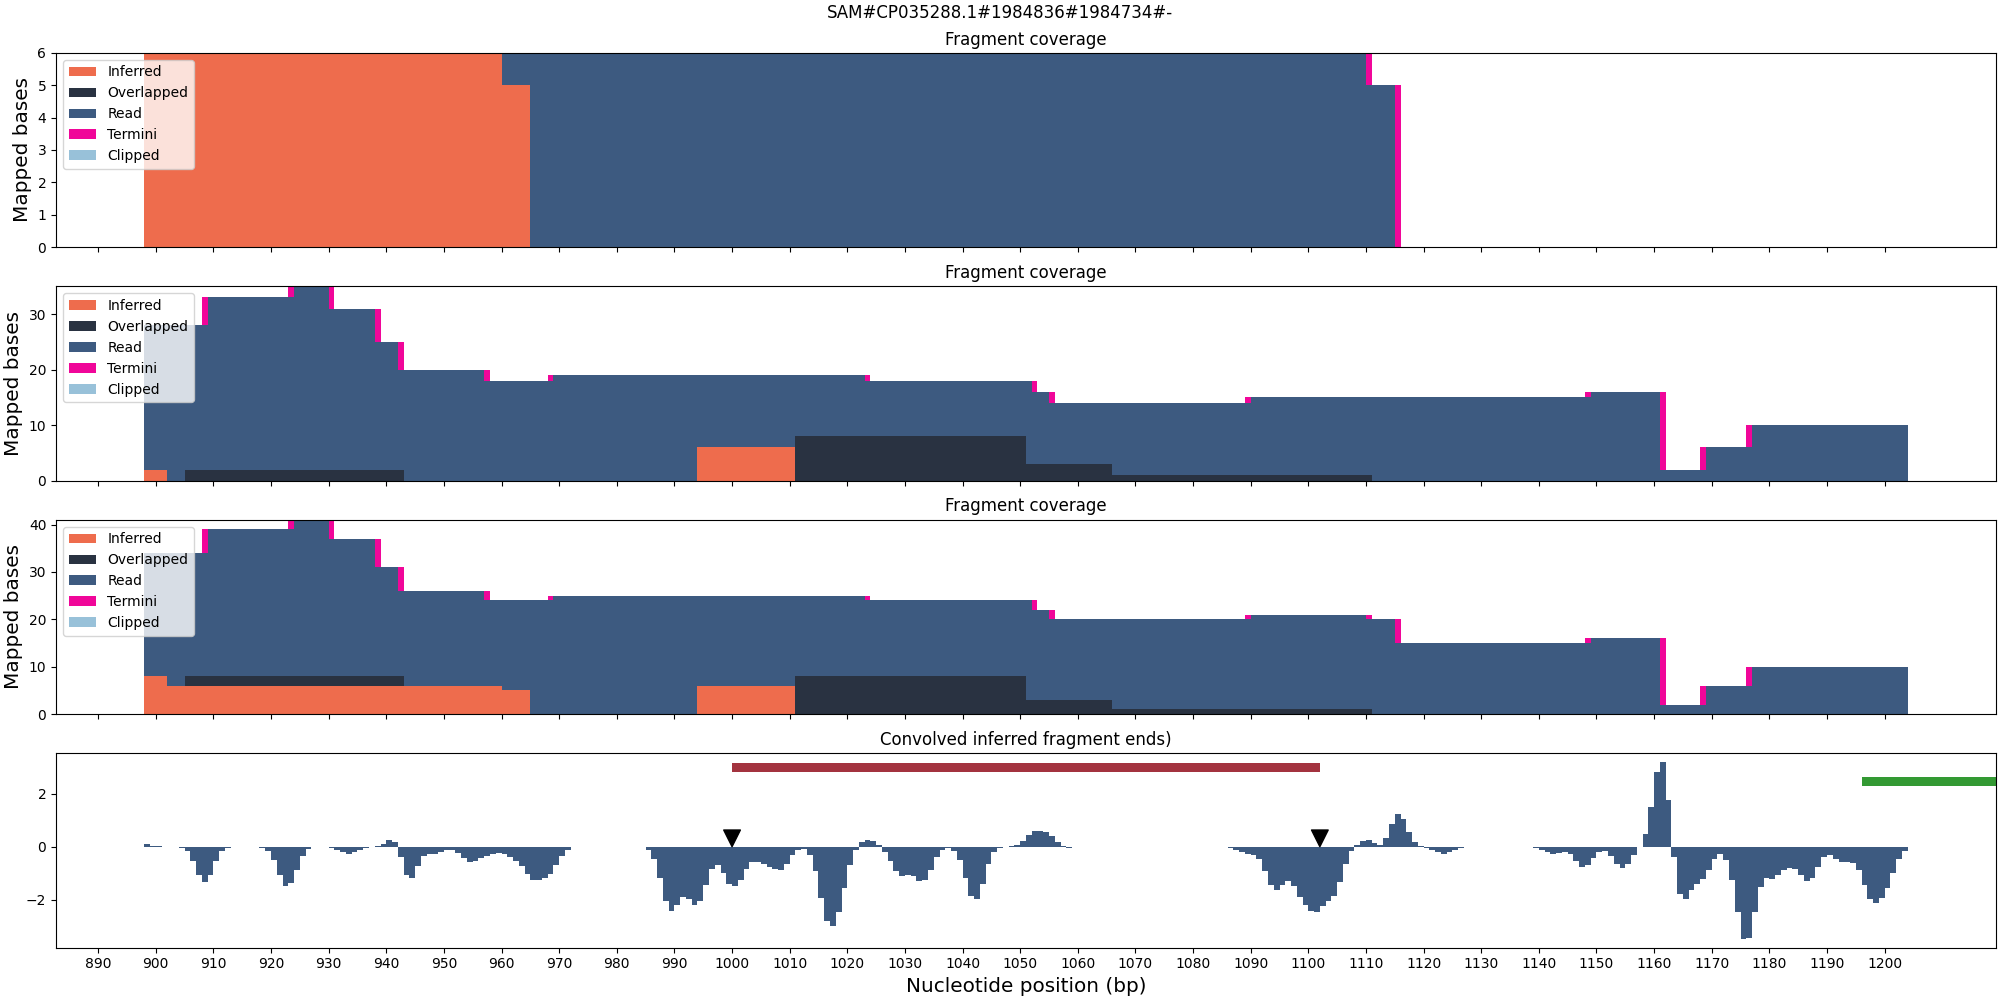 SAM#CP035288.1#1984836#1984734#-
Fragment coverage
Mapped bases
6
5
4
3
2
1
0
Inferred
Overlapped
Read
Termini
Clipped
Fragment coverage
Mapped bases
30
20
10
0
Inferred
Overlapped
Read
Termini
Clipped
Fragment coverage
Mapped bases
40
30
20
10
0
Inferred
Overlapped
Read
Termini
Clipped
Convolved inferred fragment ends)
2
0
−2
890 900 910 920 930 940 950 960 970 980 990 1000 1010 1020 1030 1040 1050 1060 1070 1080 1090 1100 1110 1120 1130 1140 1150 1160 1170 1180 1190 1200
Nucleotide position (bp)